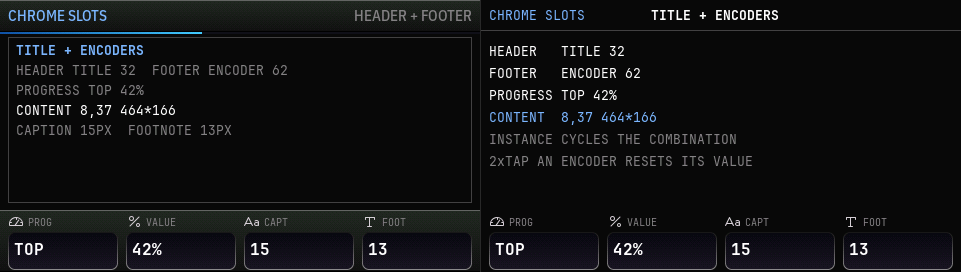 CHROME SLOTS HEADER + FOOTER
TITLE + ENCODERS
HEADER TITLE 32 FOOTER ENCODER 62
PROGRESS TOP 42%
CONTENT 8,37 464*166
CAPTION 15PX FOOTNOTE 13PX
PROG VALUE Aa CAPT T FOOT
TOP 42% 15 13
CHROME SLOTS TITLE + ENCODERS
HEADER TITLE 32
FOOTER ENCODER 62
PROGRESS TOP 42%
CONTENT 8,37 464*166
INSTANCE CYCLES THE COMBINATION
2xTAP AN ENCODER RESETS ITS VALUE
PROG % VALUE Aa CAPT T FOOT
TOP 42% 15 13